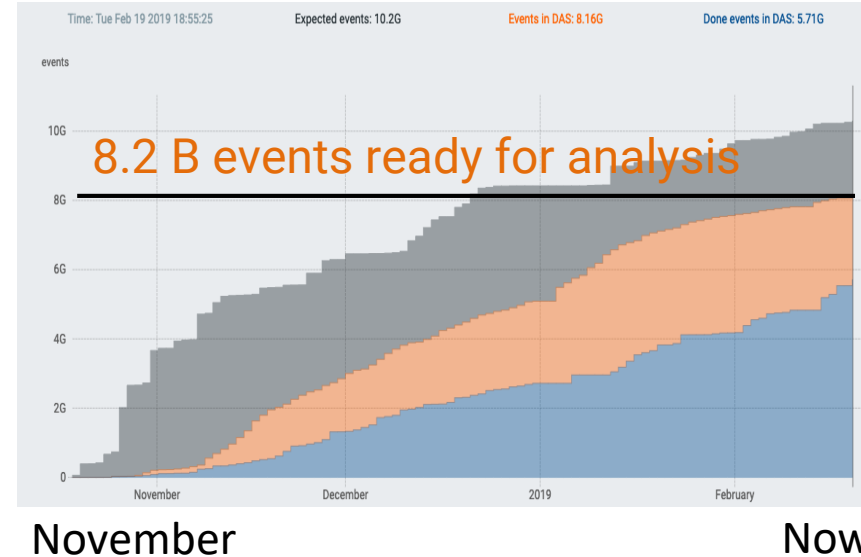 Time: Tue Feb 19 2019 18:55:25 Expected events: 10.2G Events in DAS: 8.16G Done events in DAS: 5.71G
events
10G
8.2 B events ready for analysis
8G
6G
4G
2G
0
November December 2019 February
November Now